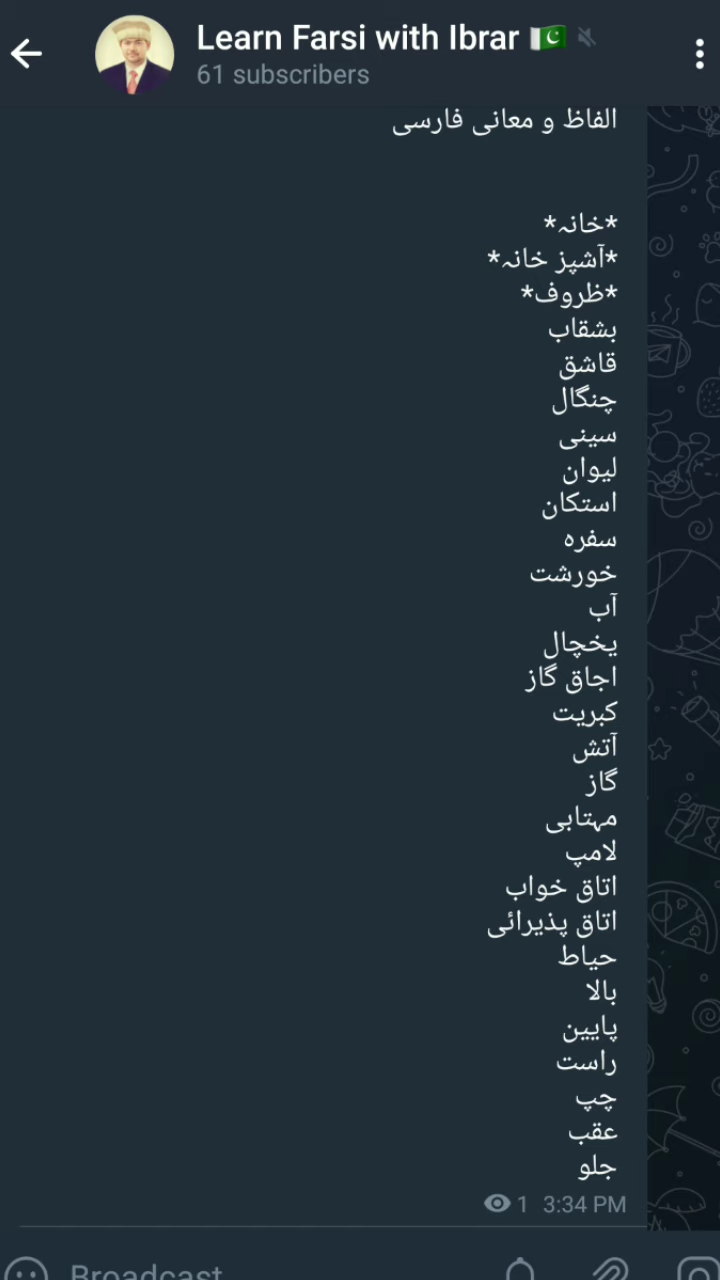 Learn Farsi with Ibrar 🇵🇰
61 subscribers
الفاظ و معانی فارسی
*خانہ*
*آشپز خانہ*
*ظروف*
بشقاب
قاشق
چنگال
سینی
لیوان
استکان
سفره
خورشت
آب
یخچال
اجاق گاز
کبریت
آتش
گاز
مہتابی
لامپ
اتاق خواب
اتاق پذیرائی
حیاط
بالا
پایین
راست
چپ
عقب
جلو
1 3:34 PM
Broadcast